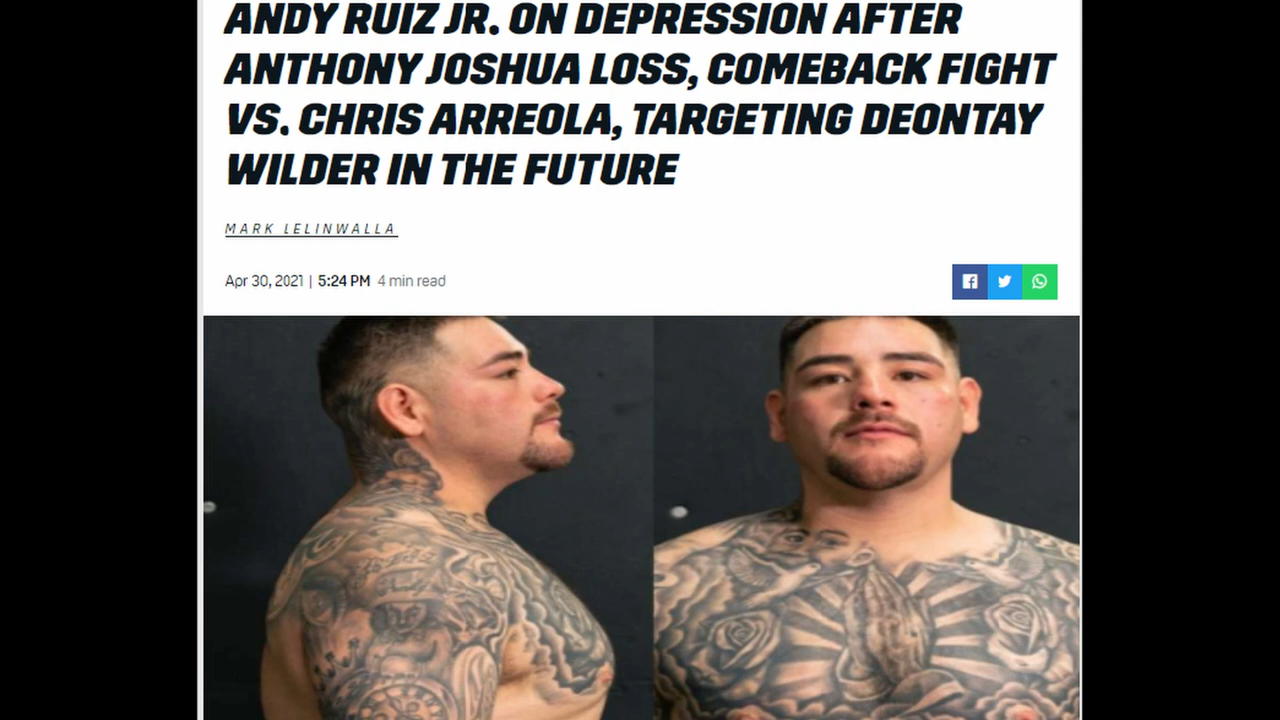 ANDY RUIZ JR. ON DEPRESSION AFTER
ANTHONY JOSHUA LOSS, COMEBACK FIGHT
VS. CHRIS ARREOLA, TARGETING DEONTAY
WILDER IN THE FUTURE
MARK LELINWALLA
Apr 30, 2021 | 5:24 PM 4 min read